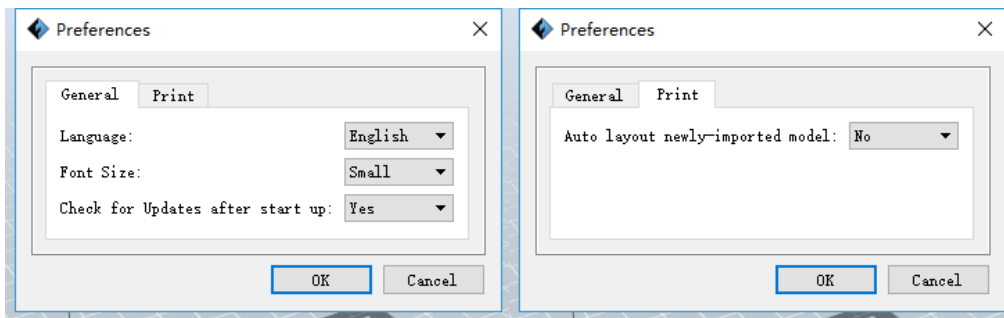 Preferences
General Print
Language: English
Font Size: Small
Check for Updates after start up: Yes
OK Cancel
Preferences
General Print
Auto layout newly-imported model: No
OK Cancel